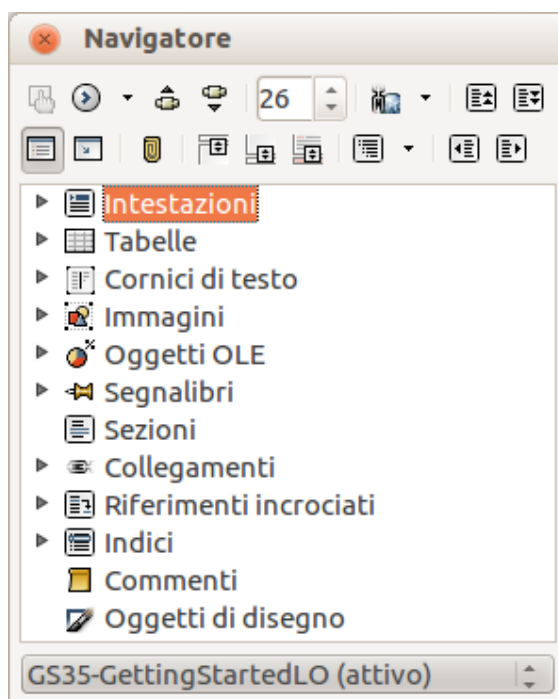 Navigatore
26
Intestazioni
Tabelle
Cornici di testo
Immagini
Oggetti OLE
Segnalibri
Sezioni
Collegamenti
Riferimenti incrociati
Indici
Commenti
Oggetti di disegno
GS35-GettingStartedLO (attivo)